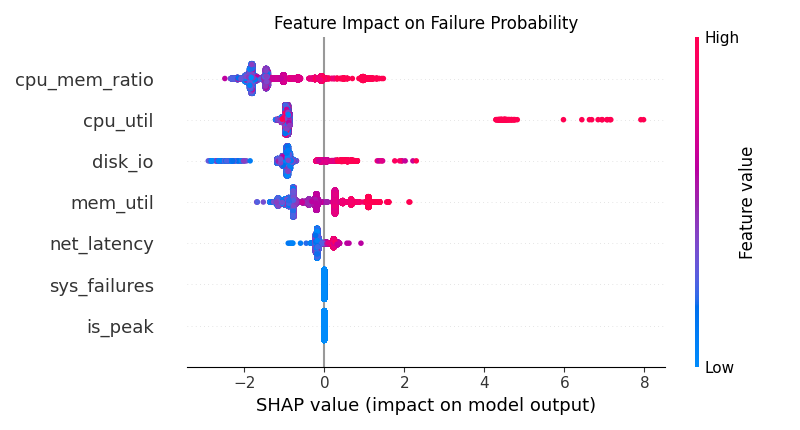 Feature Impact on Failure Probability
High
cpu_mem_ratio
cpu_util
disk_io
mem_util
net_latency
sys_failures
is_peak
Feature value
Low
−2 0 2 4 6 8
SHAP value (impact on model output)